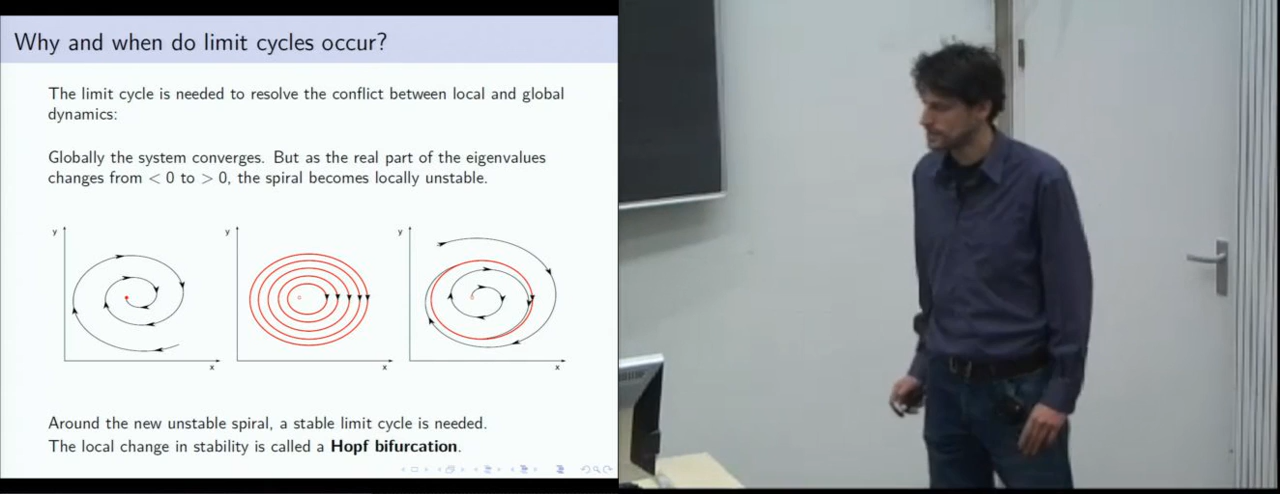 Why and when do limit cycles occur?
The limit cycle is needed to resolve the conflict between local and global
dynamics:
Globally the system converges. But as the real part of the eigenvalues
changes from < 0 to > 0, the spiral becomes locally unstable.
y
y
y
x
x
x
Around the new unstable spiral, a stable limit cycle is needed.
The local change in stability is called a Hopf bifurcation.